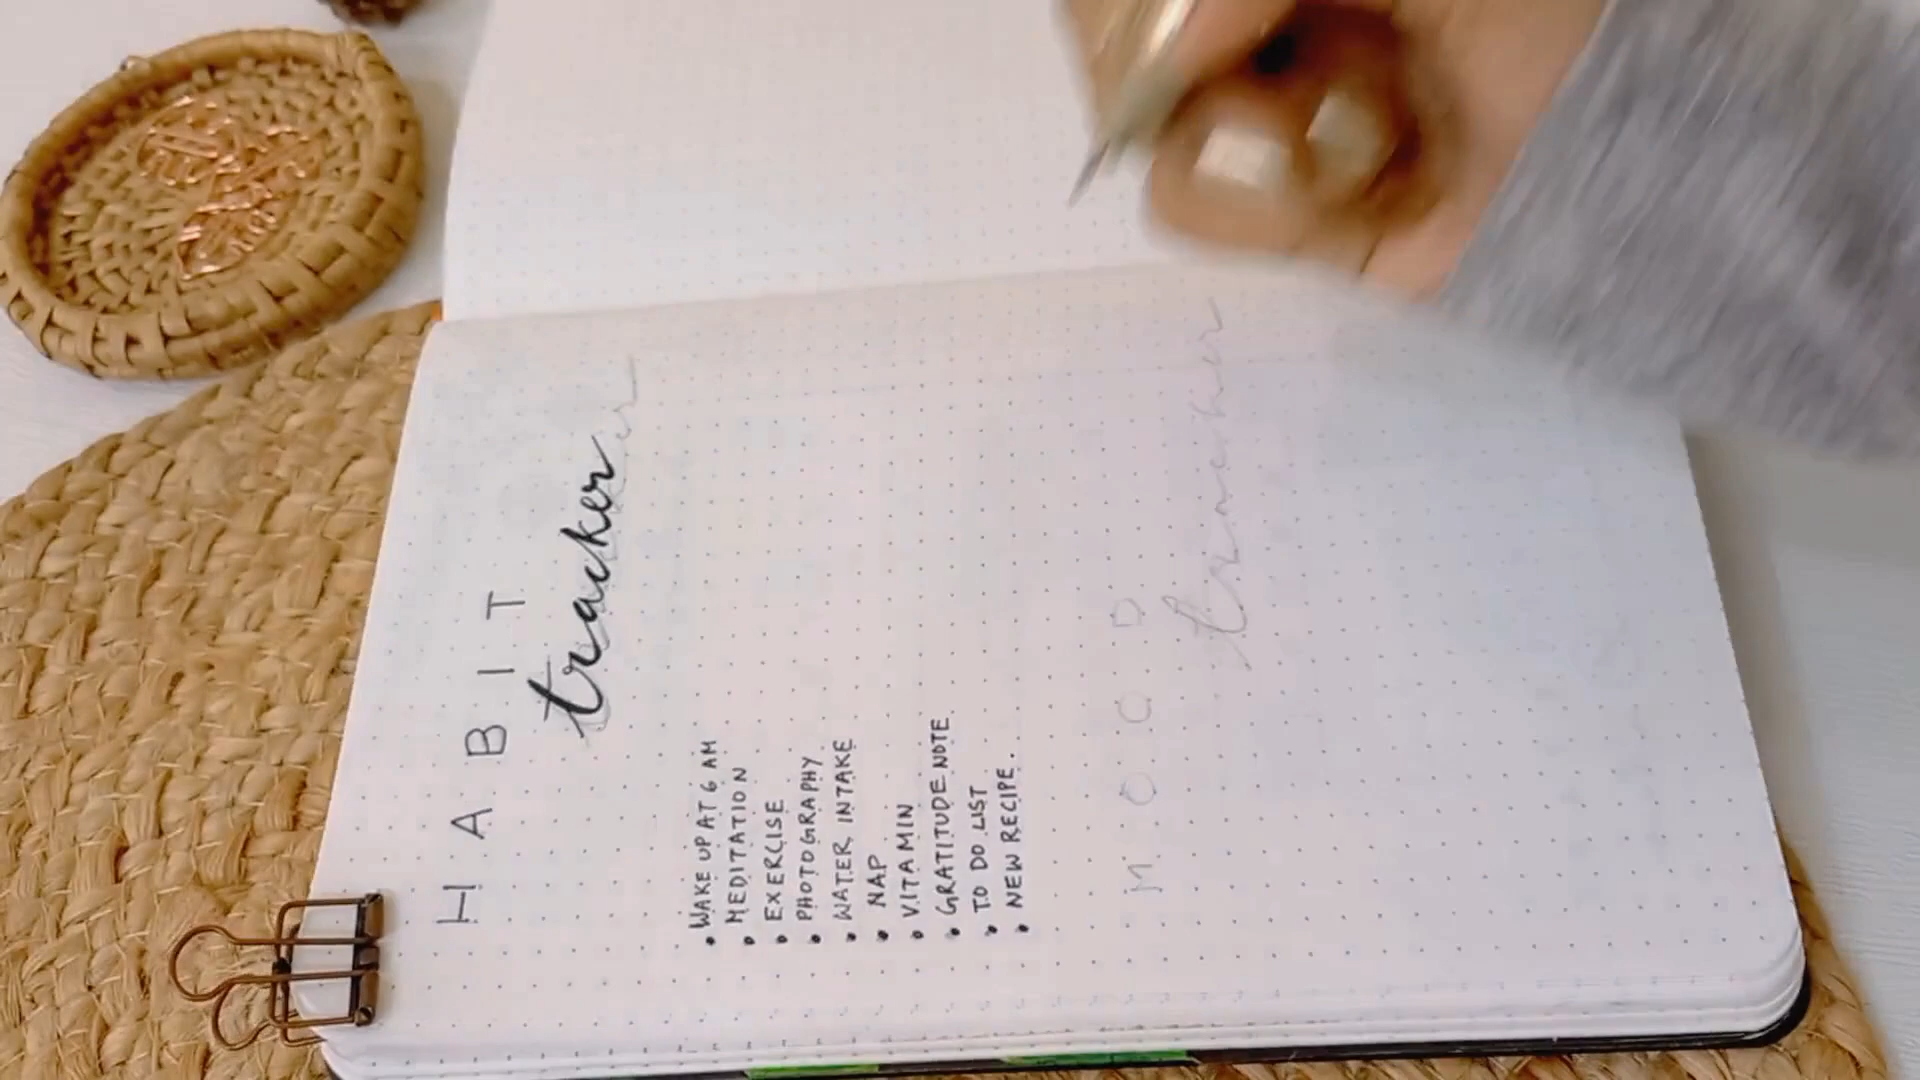 HABIT
tracker
• WAKE UP AT 6 AM
• MEDITATION
• EXERCISE
• PHOTOGRAPHY
• WATER INTAKE
• NAP
• VITAMIN
• GRATITUDE NOTE
• TO DO LIST
• NEW RECIPE.
MOOD
tracker